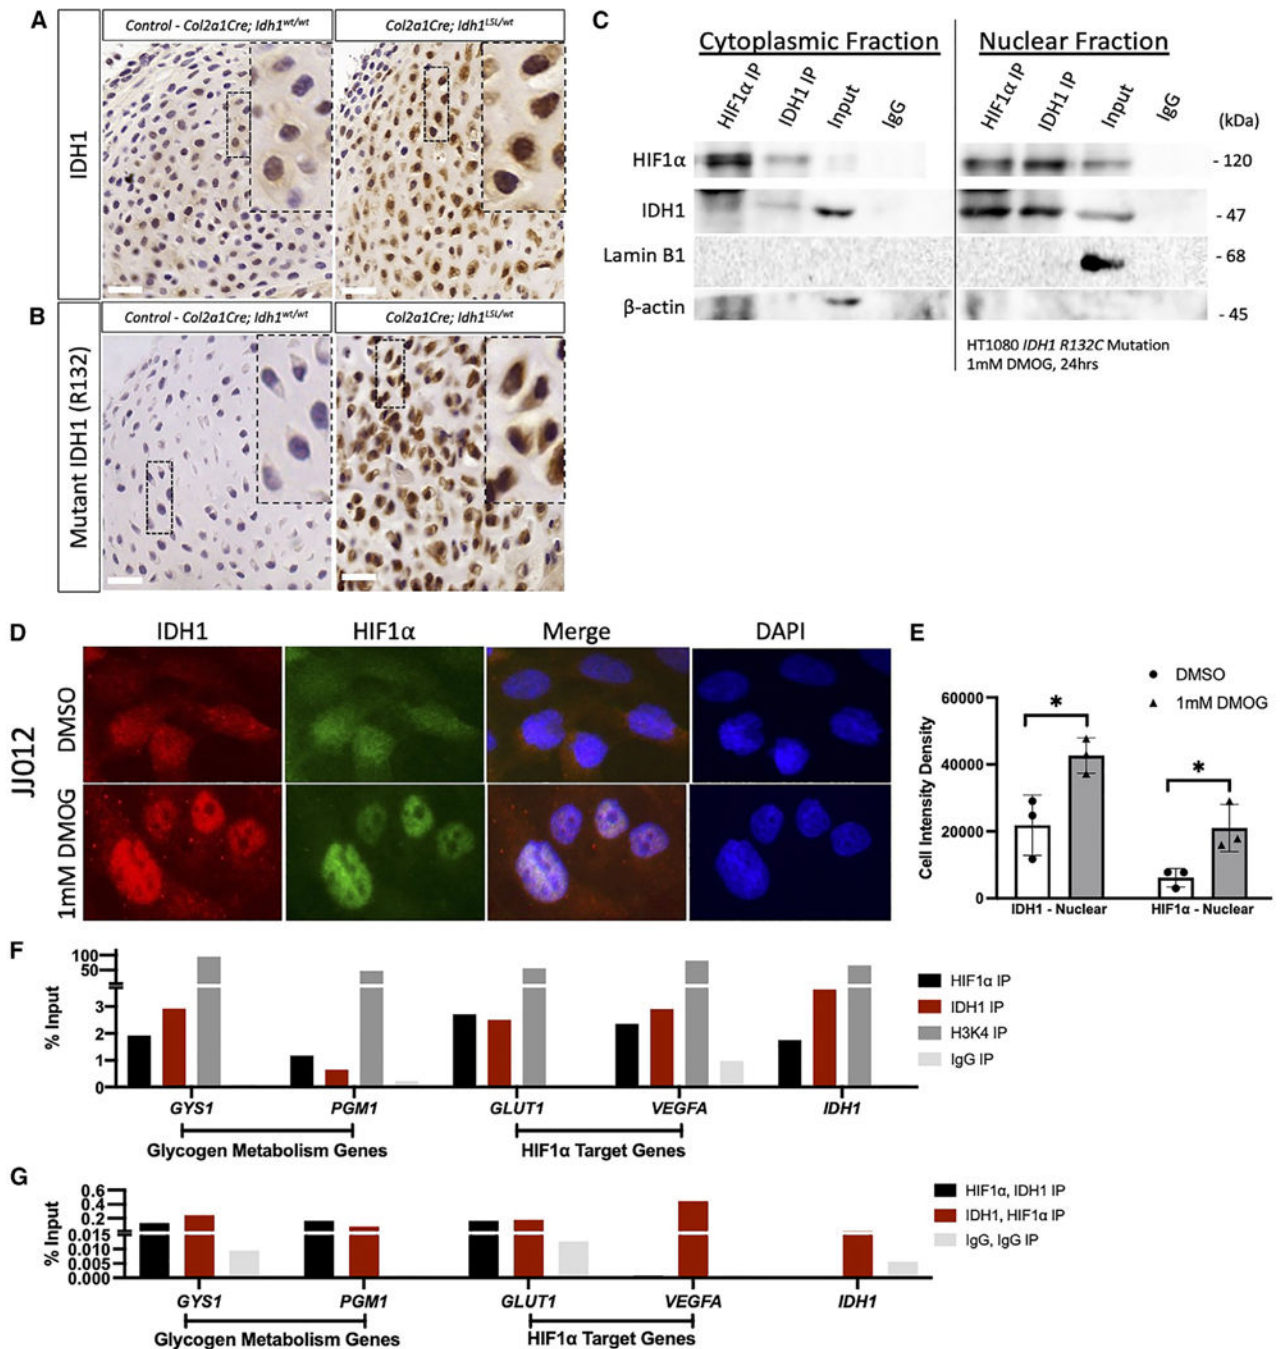 A
Control - Col2a1Cre; Idh1wt/wt
Col2a1Cre; Idh1LSL/wt
IDH1
B
Control - Col2a1Cre; Idh1wt/wt
Col2a1Cre; Idh1LSL/wt
Mutant IDH1 (R132)
C
Cytoplasmic Fraction
Nuclear Fraction
HIF1α IP
IDH1 IP
Input
IgG
HIF1α IP
IDH1 IP
Input
IgG
(kDa)
HIF1α
- 120
IDH1
- 47
Lamin B1
- 68
β-actin
- 45
HT1080 IDH1 R132C Mutation
1mM DMOG, 24hrs
D
IDH1
HIF1α
Merge
DAPI
JJ012
DMSO
1mM DMOG
E
DMSO
1mM DMOG
Cell Intensity Density
60000
40000
20000
0
*
*
IDH1 - Nuclear
HIF1α - Nuclear
F
% Input
100
50
3
2
1
0
GYS1
PGM1
GLUT1
VEGFA
IDH1
Glycogen Metabolism Genes
HIF1α Target Genes
HIF1α IP
IDH1 IP
H3K4 IP
IgG IP
G
% Input
0.6
0.4
0.2
0.015
0.010
0.005
0.000
GYS1
PGM1
GLUT1
VEGFA
IDH1
Glycogen Metabolism Genes
HIF1α Target Genes
HIF1α, IDH1 IP
IDH1, HIF1α IP
IgG, IgG IP